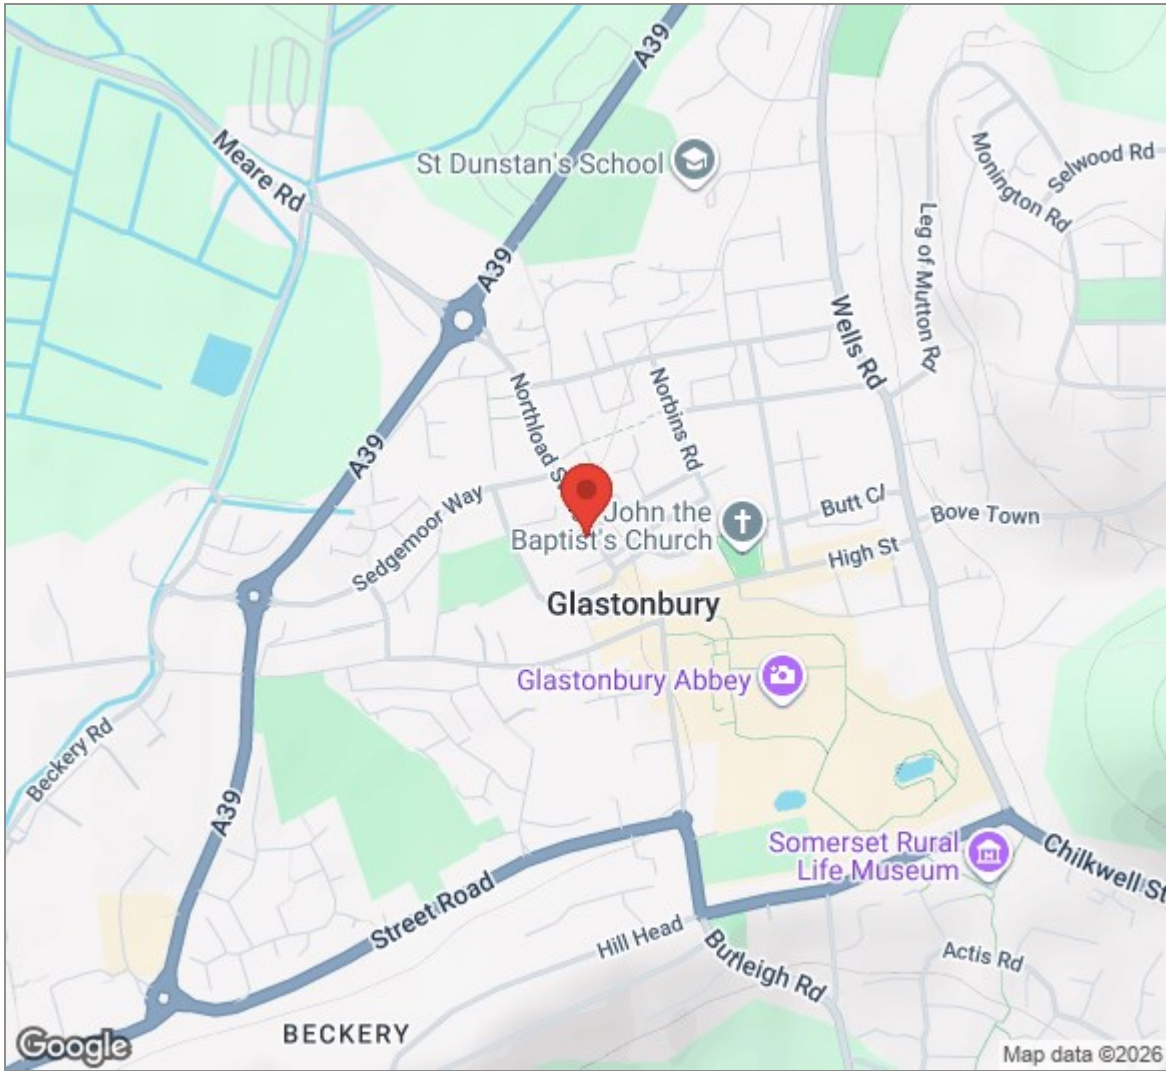 A39
Meare Rd
St Dunstan's School
Monington Rd
Selwood Rd
A39
Leg of Mutton Rd
Wells Rd
Northload St
Norbins Rd
A39
Sedgemoor Way
John the
Baptist's Church
Butt Cl
Bove Town
High St
Glastonbury
Glastonbury Abbey
Beckery Rd
A39
Somerset Rural
Life Museum
Chilkwell St
Street Road
Hill Head
Butleigh Rd
Actis Rd
BECKERY
Google
Map data ©2026